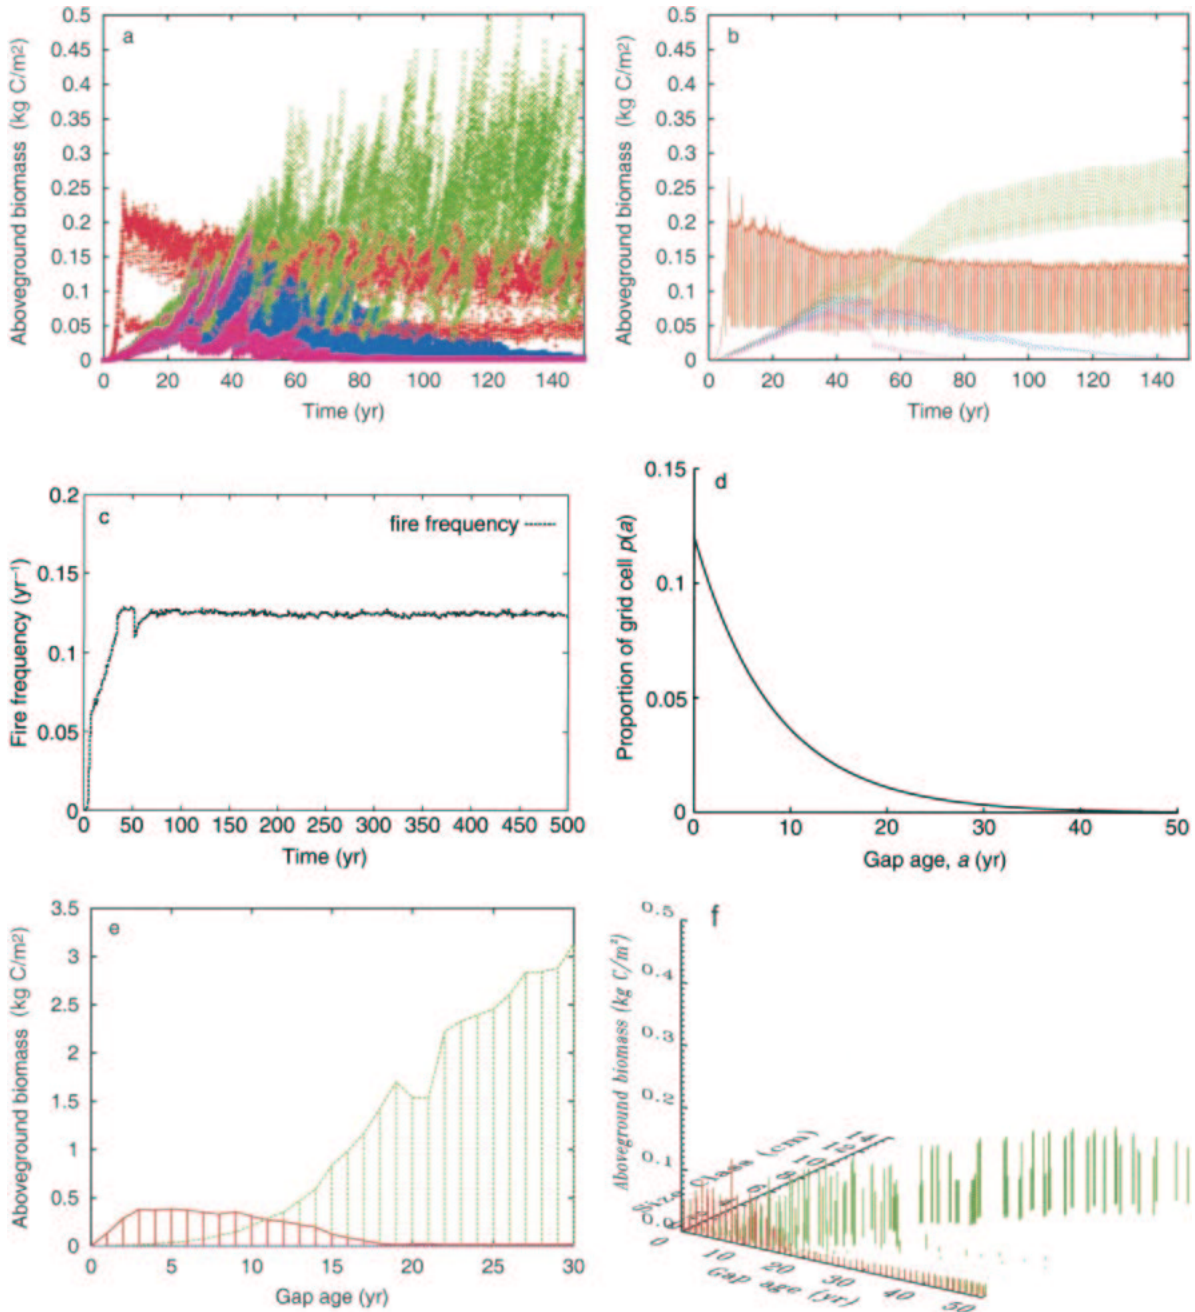 a
Aboveground biomass (kg C/m2)
0.5
0.45
0.4
0.35
0.3
0.25
0.2
0.15
0.1
0.05
0
0 20 40 60 80 100 120 140
Time (yr)
b
Aboveground biomass (kg C/m2)
0.5
0.45
0.4
0.35
0.3
0.25
0.2
0.15
0.1
0.05
0
0 20 40 60 80 100 120 140
Time (yr)
c
fire frequency
Fire frequency (yr⁻¹)
0.2
0.15
0.1
0.05
0
0 50 100 150 200 250 300 350 400 450 500
Time (yr)
d
Proportion of grid cell p(a)
0.15
0.1
0.05
0
0 10 20 30 40 50
Gap age, a (yr)
e
Aboveground biomass (kg C/m2)
3.5
3
2.5
2
1.5
1
0.5
0
0 5 10 15 20 25 30
Gap age (yr)
f
Aboveground biomass (kg C/m²)
0.5
0.4
0.3
0.2
0.1
Size Class (cm)
6 8 10 12 14
0 10 20 30 40 50
Gap age (yr)